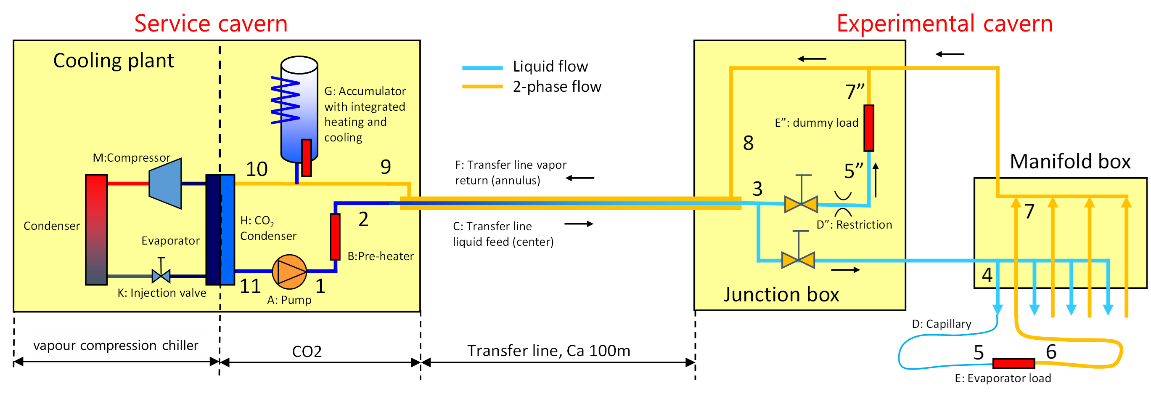 Service cavern
Experimental cavern
Cooling plant
G: Accumulator
with integrated
heating and
cooling
Liquid flow
2-phase flow
7”
E”: dummy load
8
M:Compressor
10
9
F: Transfer line vapor
return (annulus)
5”
Manifold box
3
2
7
Condenser
H: CO2
Condenser
C: Transfer line
liquid feed (center)
D”: Restriction
Evaporator
B:Pre-heater
K: Injection valve
11
1
A: Pump
Junction box
4
D: Capillary
vapour compression chiller
CO2
Transfer line, Ca 100m
5
6
E: Evaporator load